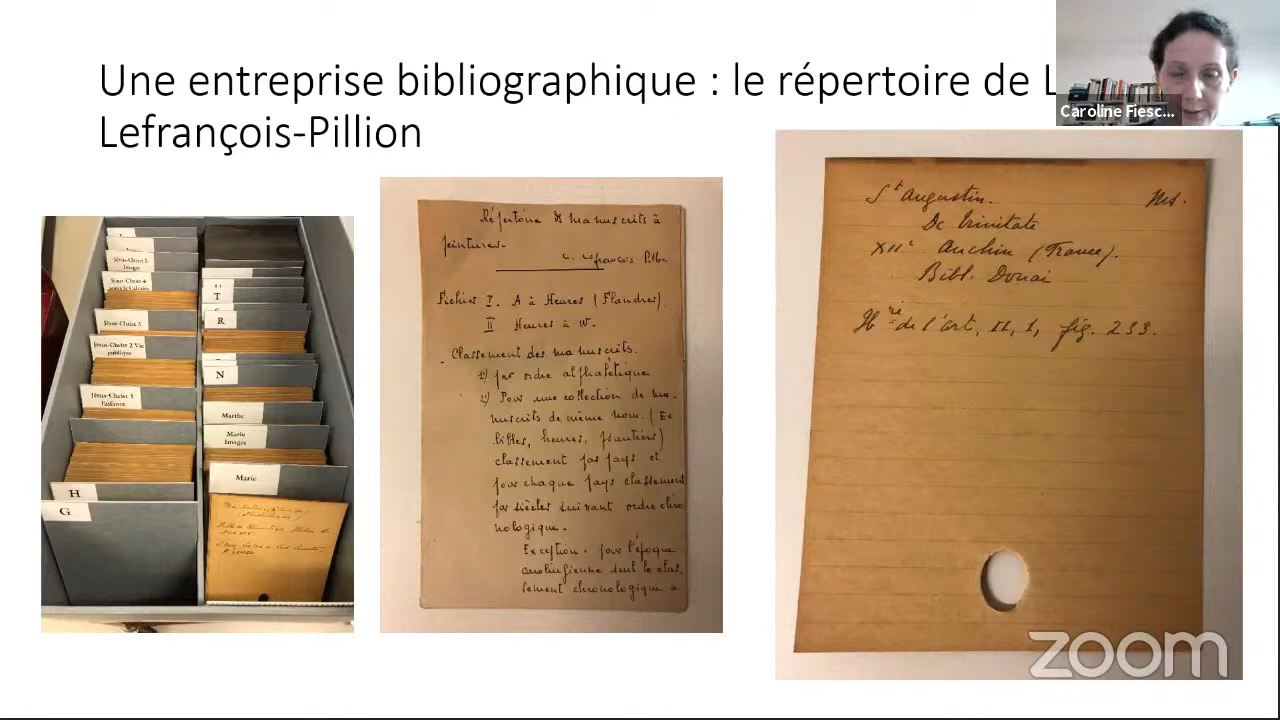 Une entreprise bibliographique : le répertoire de L
Lefrançois-Pillion
Caroline Fiesc...
Jésus-Christ 5
Images
Jésus-Christ 4
Jésus-Christ 3
Jésus-Christ 2 Vie
publique
Jésus-Christ 1
Enfance
H
G
U
T
R
N
Marthe
Marie
Images
Marie
Répertoire de manuscrits à
peintures.
Lefrançois Pillion
Fichier I. A à Heures (Flandres).
II Heures à W.
Classement des manuscrits.
1) par ordre alphabétique
2) Pour une collection de ma-
nuscrits de même nom. (Ex
bibles, heures, psautiers)
classement par pays et
pour chaque pays classement
par siècles suivant ordre chro
nologique.
Exception. pour l'époque
carolingienne seul le clas-
sement chronologique a
St Augustin. Ms.
De trinitate
XIIe Anchin (France).
Bibl. Douai
Hre de l'art, II, 1, fig. 233.
zoom